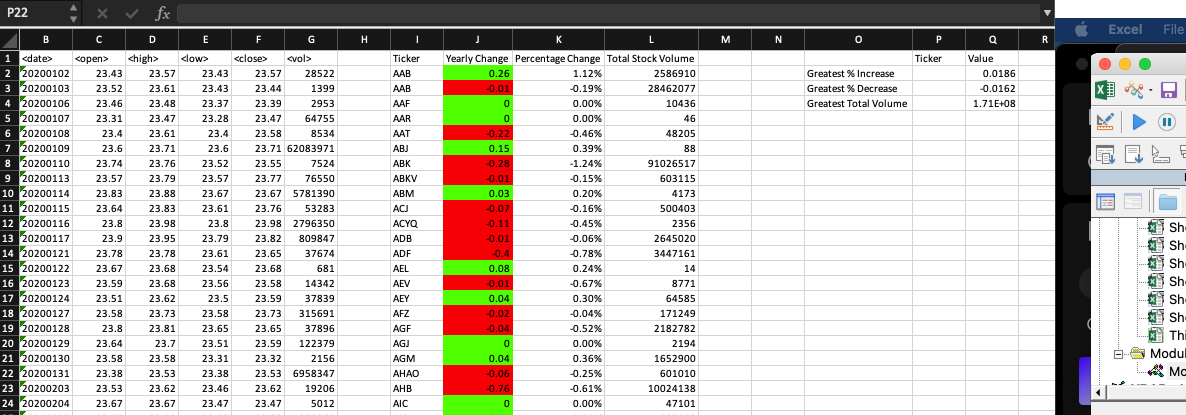 P22 fx
Excel File
B C D E F G H I J K L M N O P Q R
1 <date> <open> <high> <low> <close> <vol> Ticker Yearly Change Percentage Change Total Stock Volume Ticker Value
2 20200102 23.43 23.57 23.43 23.57 28522 AAB 0.26 1.12% 2586910 Greatest % Increase 0.0186
3 20200103 23.52 23.61 23.43 23.44 1399 AAB -0.01 -0.19% 28462077 Greatest % Decrease -0.0162
4 20200106 23.46 23.48 23.37 23.39 2953 AAF 0 0.00% 10436 Greatest Total Volume 1.71E+08
5 20200107 23.31 23.47 23.28 23.47 64755 AAR 0 0.00% 46
6 20200108 23.4 23.61 23.4 23.58 8534 AAT -0.22 -0.46% 48205
7 20200109 23.6 23.71 23.6 23.71 62083971 ABJ 0.15 0.39% 88
8 20200110 23.74 23.76 23.52 23.55 7524 ABK -0.28 -1.24% 91026517
9 20200113 23.57 23.79 23.57 23.77 76550 ABKV -0.01 -0.15% 603115
10 20200114 23.83 23.88 23.67 23.67 5781390 ABM 0.03 0.20% 4173
11 20200115 23.64 23.83 23.61 23.76 53283 ACJ -0.07 -0.16% 500403
12 20200116 23.8 23.98 23.8 23.98 2796350 ACYQ -0.11 -0.45% 2356
13 20200117 23.9 23.95 23.79 23.82 809847 ADB -0.01 -0.06% 2645020
14 20200121 23.78 23.78 23.61 23.65 37674 ADF -0.4 -0.78% 3447161
15 20200122 23.67 23.68 23.54 23.68 681 AEL 0.08 0.24% 14
16 20200123 23.59 23.68 23.56 23.58 14342 AEV -0.01 -0.67% 8771
17 20200124 23.51 23.62 23.5 23.59 37839 AEY 0.04 0.30% 64585
18 20200127 23.58 23.73 23.58 23.73 315691 AFZ -0.02 -0.04% 171249
19 20200128 23.8 23.81 23.65 23.65 37896 AGF -0.04 -0.52% 2182782
20 20200129 23.64 23.7 23.51 23.59 122379 AGJ 0 0.00% 2194
21 20200130 23.58 23.58 23.31 23.32 2156 AGM 0.04 0.36% 1652900
22 20200131 23.38 23.53 23.38 23.53 6958347 AHAO -0.06 -0.25% 601010
23 20200203 23.53 23.62 23.46 23.62 19206 AHB -0.76 -0.61% 10024138
24 20200204 23.67 23.67 23.47 23.47 5012 AIC 0 0.00% 47101
She
She
She
She
She
She
Thi
Modul
Mo